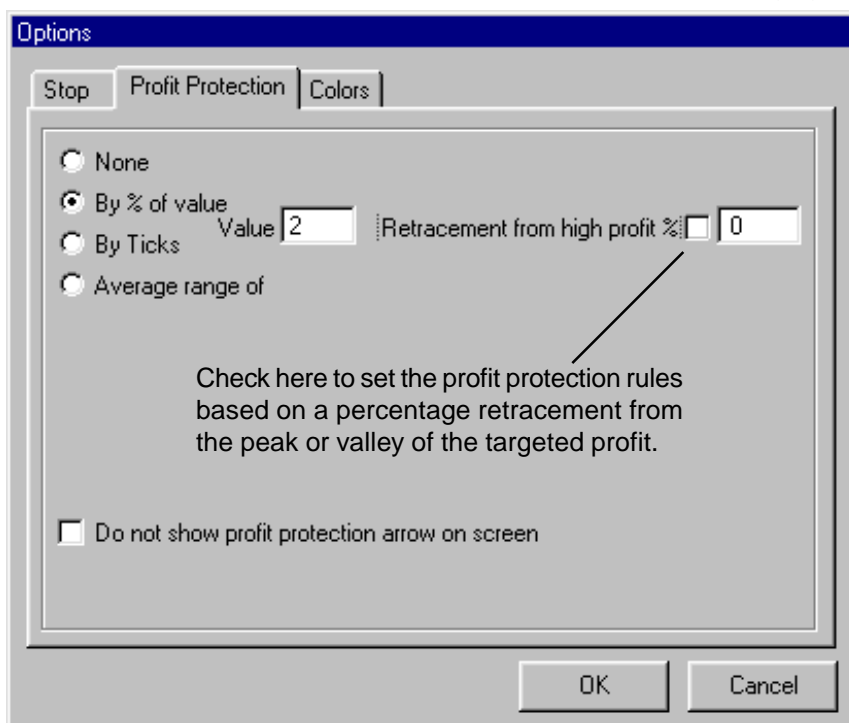 Options
Stop Profit Protection Colors
None
By % of value
Value 2 Retracement from high profit % 0
By Ticks
Average range of
Check here to set the profit protection rules
based on a percentage retracement from
the peak or valley of the targeted profit.
Do not show profit protection arrow on screen
OK Cancel